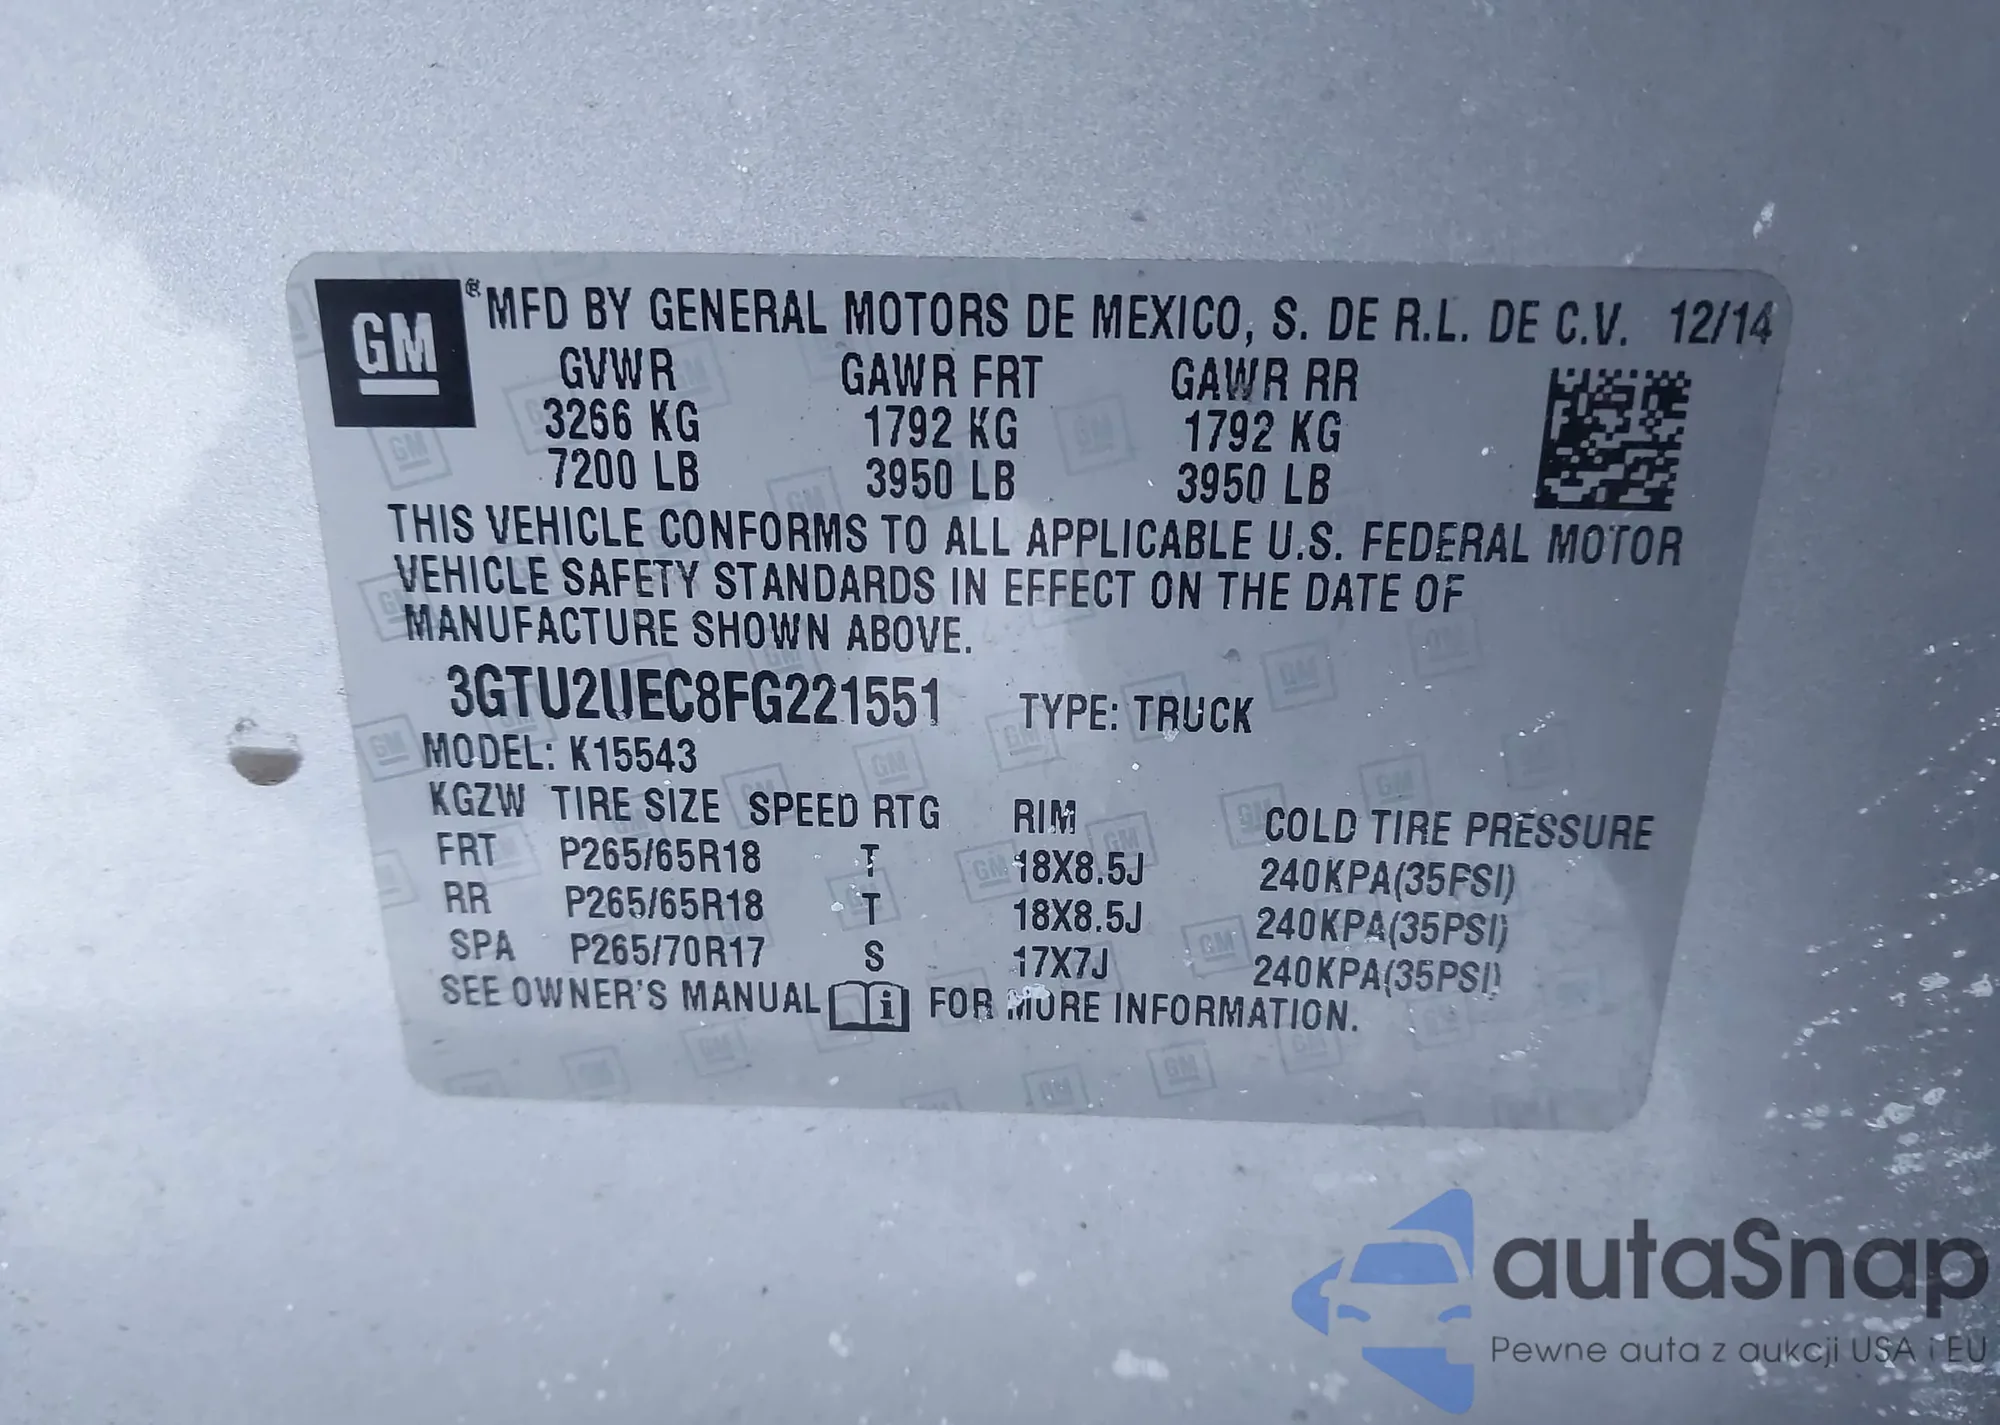 GM
® MFD BY GENERAL MOTORS DE MEXICO, S. DE R.L. DE C.V. 12/14
GVWR GAWR FRT GAWR RR
3266 KG 1792 KG 1792 KG
7200 LB 3950 LB 3950 LB
THIS VEHICLE CONFORMS TO ALL APPLICABLE U.S. FEDERAL MOTOR
VEHICLE SAFETY STANDARDS IN EFFECT ON THE DATE OF
MANUFACTURE SHOWN ABOVE.
3GTU2UEC8FG221551 TYPE: TRUCK
MODEL: K15543
KGZW TIRE SIZE SPEED RTG RIM COLD TIRE PRESSURE
FRT P265/65R18 T 18X8.5J 240KPA(35PSI)
RR P265/65R18 T 18X8.5J 240KPA(35PSI)
SPA P265/70R17 S 17X7J 240KPA(35PSI)
SEE OWNER'S MANUAL i FOR MORE INFORMATION.
autaSnap
Pewne auta z aukcji USA i EU